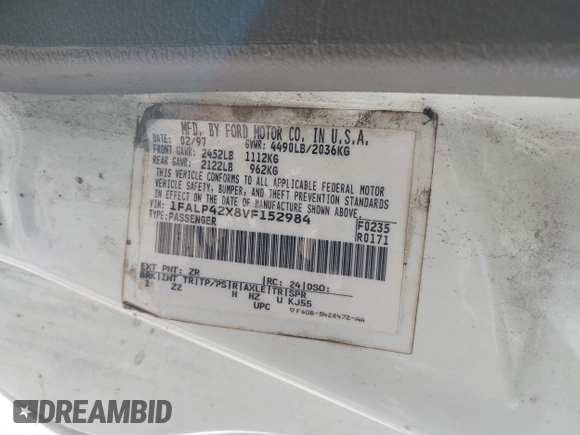 MFD. BY FORD MOTOR CO. IN U.S.A.
DATE: 02/97 GVWR: 4490LB/2036KG
FRONT GAWR: 2452LB 1112KG
REAR GAWR: 2122LB 962KG
THIS VEHICLE CONFORMS TO ALL APPLICABLE FEDERAL MOTOR
VEHICLE SAFETY, BUMPER, AND THEFT PREVENTION STANDARDS
IN EFFECT ON THE DATE OF MANUFACTURE SHOWN ABOVE.
VIN: 1FALP42X8VF152984 F0235
TYPE: PASSENGER R0171
EXT PNT: ZR RC: 24 DSO:
BRK INT TR TP/PS R AXLE TR SPR
1 Z2 H HZ U KJ55
UPC ▽F6DB-5420472-AA
DREAMBID